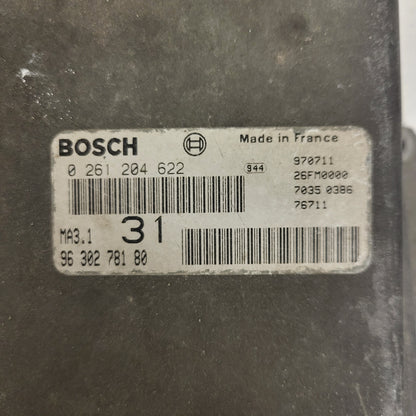 BOSCH
Made in France
0 261 204 622
944
970711
26FM0000
7035 0386
76711
MA3.1 31
96 302 781 80